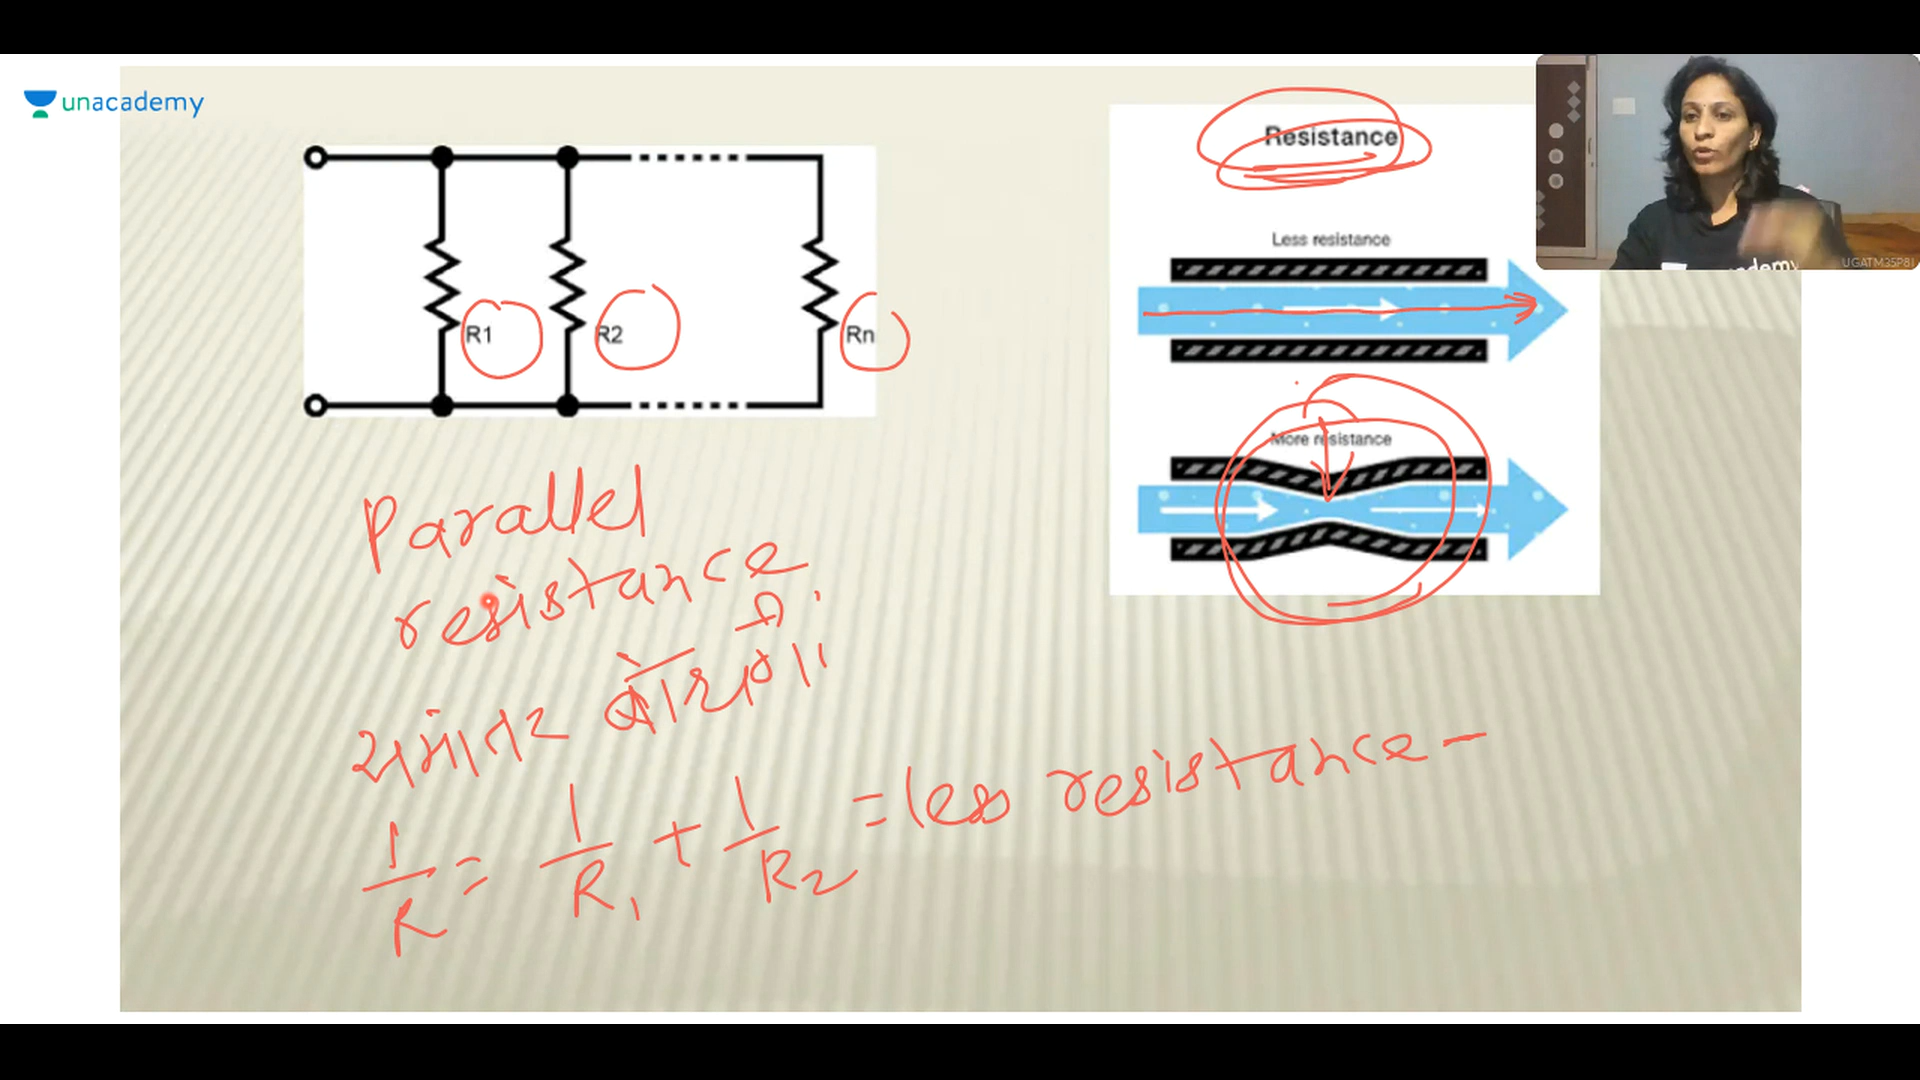 unacademy
R1
R2
Rn
Resistance
Less resistance
More resistance
UGATM35P8I
Parallel
resistance
સમાંતર
1/R = 1/R1 + 1/R2 = less resistance -